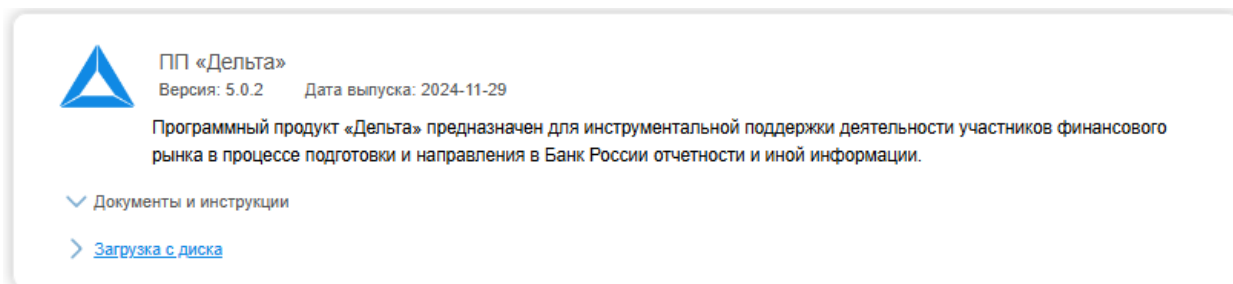 ПП «Дельта»
Версия: 5.0.2 Дата выпуска: 2024-11-29
Программный продукт «Дельта» предназначен для инструментальной поддержки деятельности участников финансового
рынка в процессе подготовки и направления в Банк России отчетности и иной информации.
Документы и инструкции
Загрузка с диска